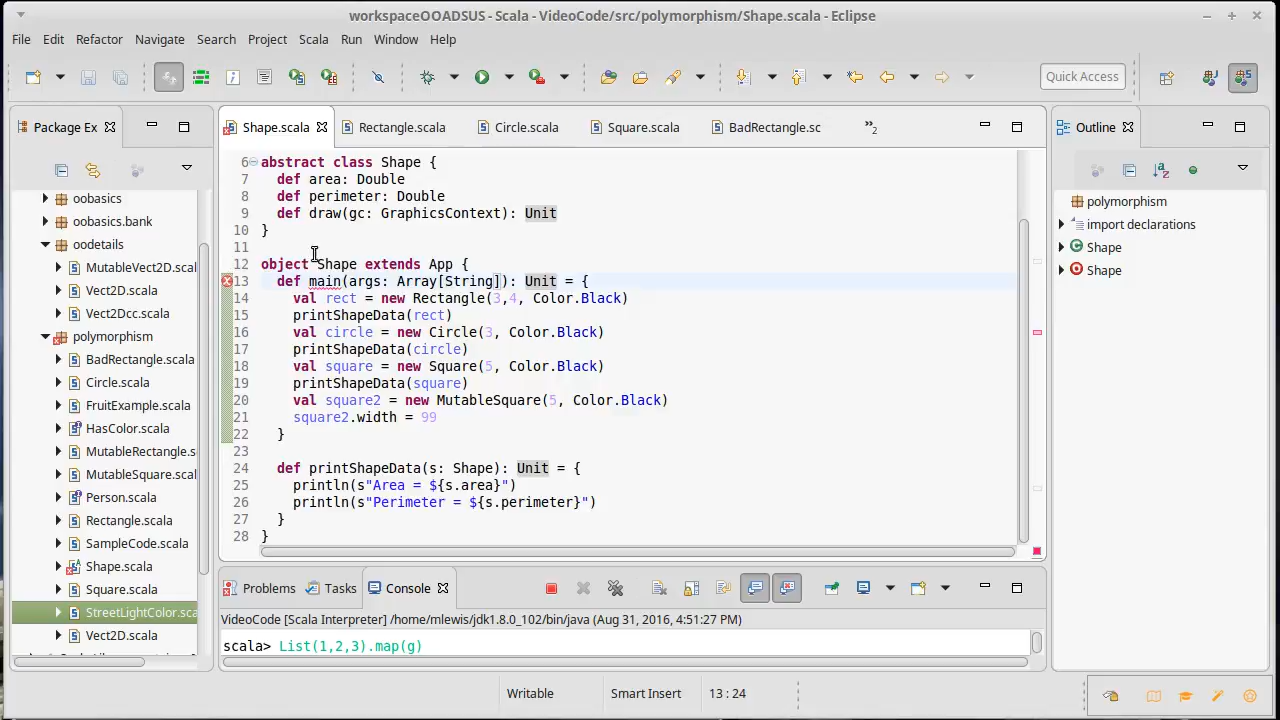 workspaceOOADSUS - Scala - VideoCode/src/polymorphism/Shape.scala - Eclipse
File Edit Refactor Navigate Search Project Scala Run Window Help
Quick Access
Package Ex
Shape.scala Rectangle.scala Circle.scala Square.scala BadRectangle.sc »2
Outline
oobasics
oobasics.bank
oodetails
MutableVect2D.scal
Vect2D.scala
Vect2Dcc.scala
polymorphism
BadRectangle.scala
Circle.scala
FruitExample.scala
HasColor.scala
MutableRectangle.s
MutableSquare.scala
Person.scala
Rectangle.scala
SampleCode.scala
Shape.scala
Square.scala
StreetLightColor.sca
Vect2D.scala
6 abstract class Shape {
7 def area: Double
8 def perimeter: Double
9 def draw(gc: GraphicsContext): Unit
10 }
11
12 object Shape extends App {
13 def main(args: Array[String]): Unit = {
14 val rect = new Rectangle(3,4, Color.Black)
15 printShapeData(rect)
16 val circle = new Circle(3, Color.Black)
17 printShapeData(circle)
18 val square = new Square(5, Color.Black)
19 printShapeData(square)
20 val square2 = new MutableSquare(5, Color.Black)
21 square2.width = 99
22 }
23
24 def printShapeData(s: Shape): Unit = {
25 println(s"Area = ${s.area}")
26 println(s"Perimeter = ${s.perimeter}")
27 }
28 }
polymorphism
import declarations
Shape
Shape
Problems Tasks Console
VideoCode [Scala Interpreter] /home/mlewis/jdk1.8.0_102/bin/java (Aug 31, 2016, 4:51:27 PM)
scala> List(1,2,3).map(g)
Writable Smart Insert 13 : 24